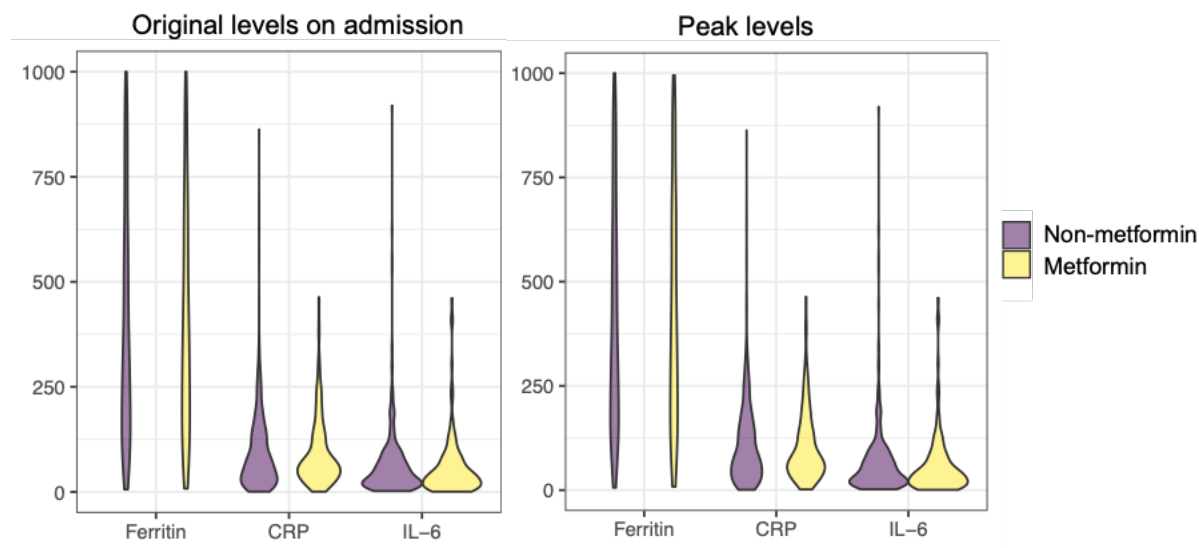 Original levels on admission
1000
750
500
250
0
Ferritin CRP IL-6
Peak levels
1000
750
500
250
0
Ferritin CRP IL-6
Non-metformin
Metformin